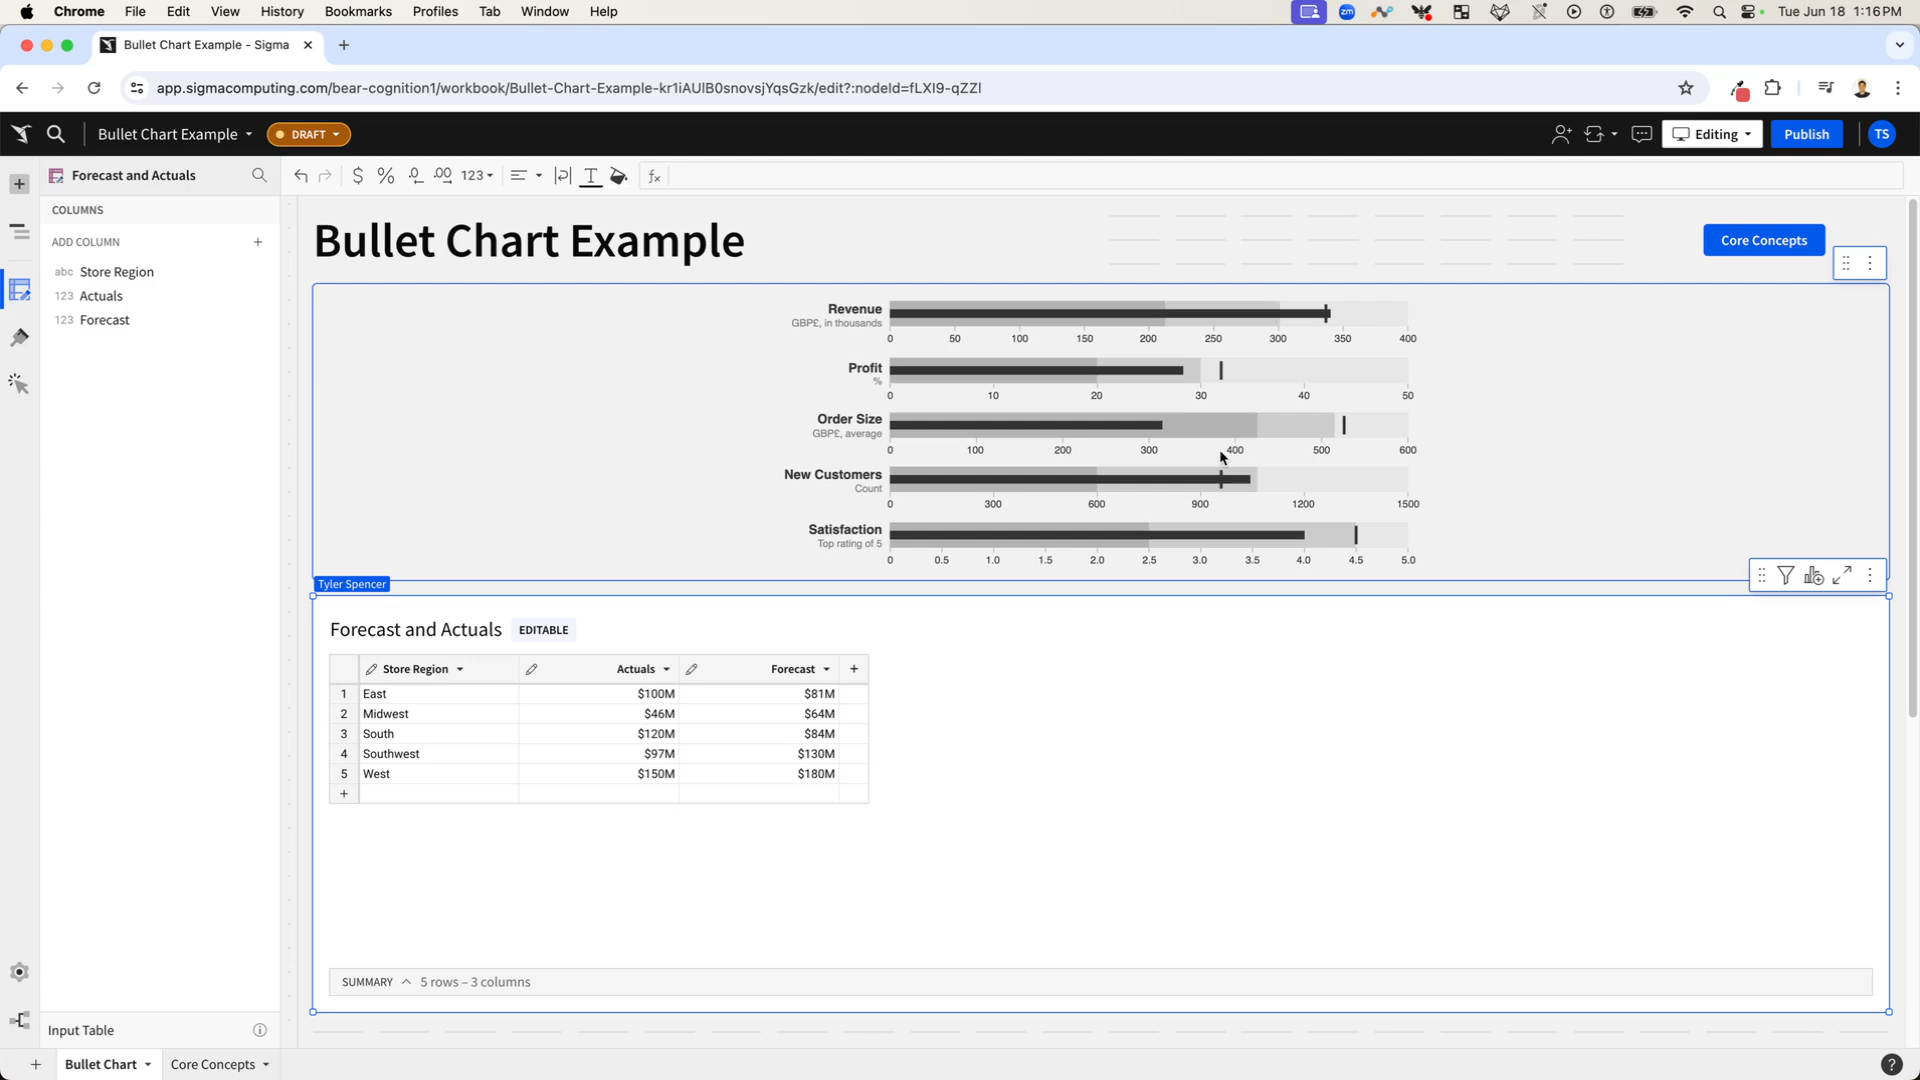 Chrome File Edit View History Bookmarks Profiles Tab Window Help zm Tue Jun 18 1:16 PM
Bullet Chart Example - Sigma
app.sigmacomputing.com/bear-cognition1/workbook/Bullet-Chart-Example-kr1iAUlB0snovsjYqsGzk/edit?:nodeId=fLXI9-qZZl
Bullet Chart Example DRAFT Editing Publish TS
Forecast and Actuals $ % .0 .00 123 T fx
COLUMNS
ADD COLUMN
abc Store Region
123 Actuals
123 Forecast
Bullet Chart Example
Core Concepts
Revenue
GBP£, in thousands
0 50 100 150 200 250 300 350 400
Profit
%
0 10 20 30 40 50
Order Size
GBP£, average
0 100 200 300 400 500 600
New Customers
Count
0 300 600 900 1200 1500
Satisfaction
Top rating of 5
0 0.5 1.0 1.5 2.0 2.5 3.0 3.5 4.0 4.5 5.0
Tyler Spencer
Forecast and Actuals EDITABLE
Store Region Actuals Forecast +
1 East $100M $81M
2 Midwest $46M $64M
3 South $120M $84M
4 Southwest $97M $130M
5 West $150M $180M
+
SUMMARY 5 rows – 3 columns
Input Table
+ Bullet Chart Core Concepts ?